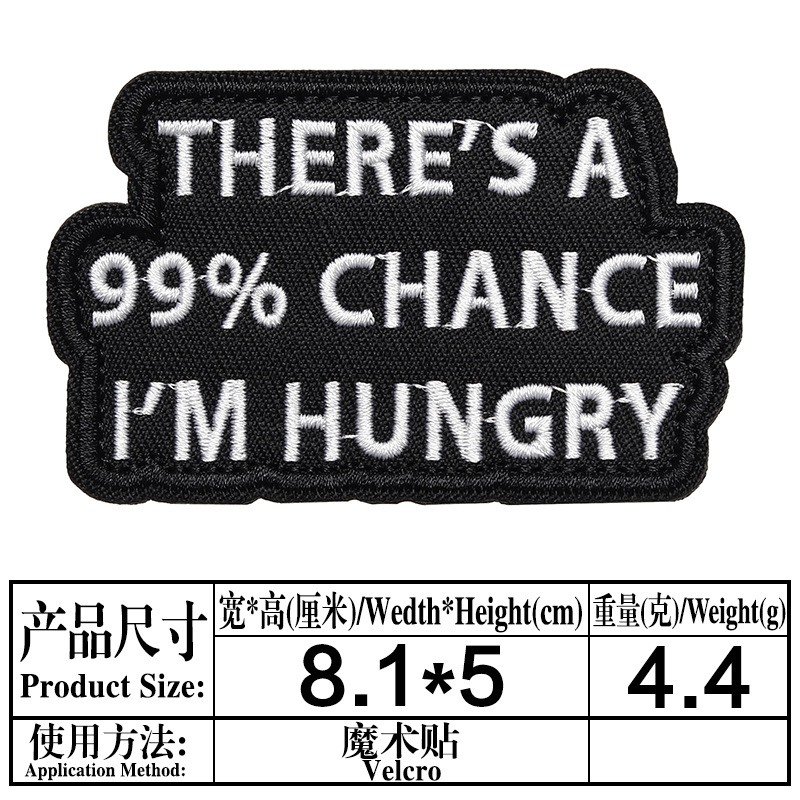 THERE'S A
99% CHANCE
I'M HUNGRY
产品尺寸
Product Size:
宽*高(厘米)/Wedth*Height(cm)
8.1*5
重量(克)/Weight(g)
4.4
使用方法:
Application Method:
魔术贴
Velcro